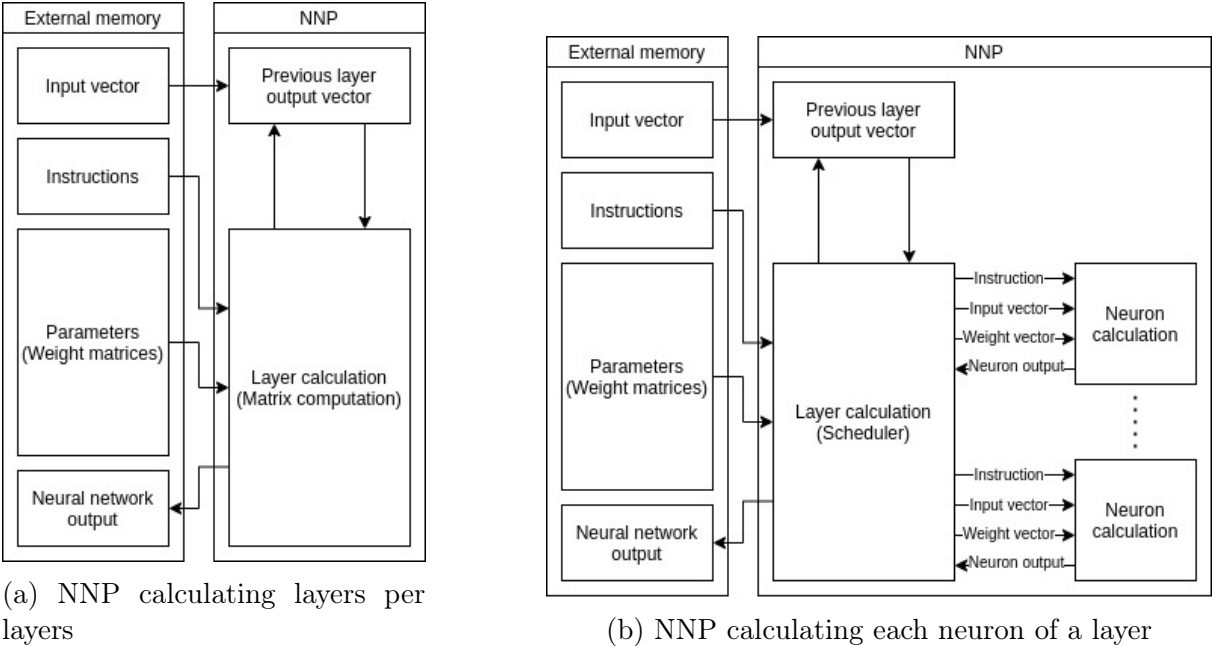 External memory
NNP
Input vector
Previous layer
output vector
Instructions
Parameters
(Weight matrices)
Layer calculation
(Matrix computation)
Neural network
output
(a) NNP calculating layers per
layers
External memory
NNP
Input vector
Previous layer
output vector
Instructions
Parameters
(Weight matrices)
Layer calculation
(Scheduler)
Neural network
output
Instruction
Input vector
Weight vector
Neuron output
Neuron
calculation
Instruction
Input vector
Weight vector
Neuron output
Neuron
calculation
(b) NNP calculating each neuron of a layer